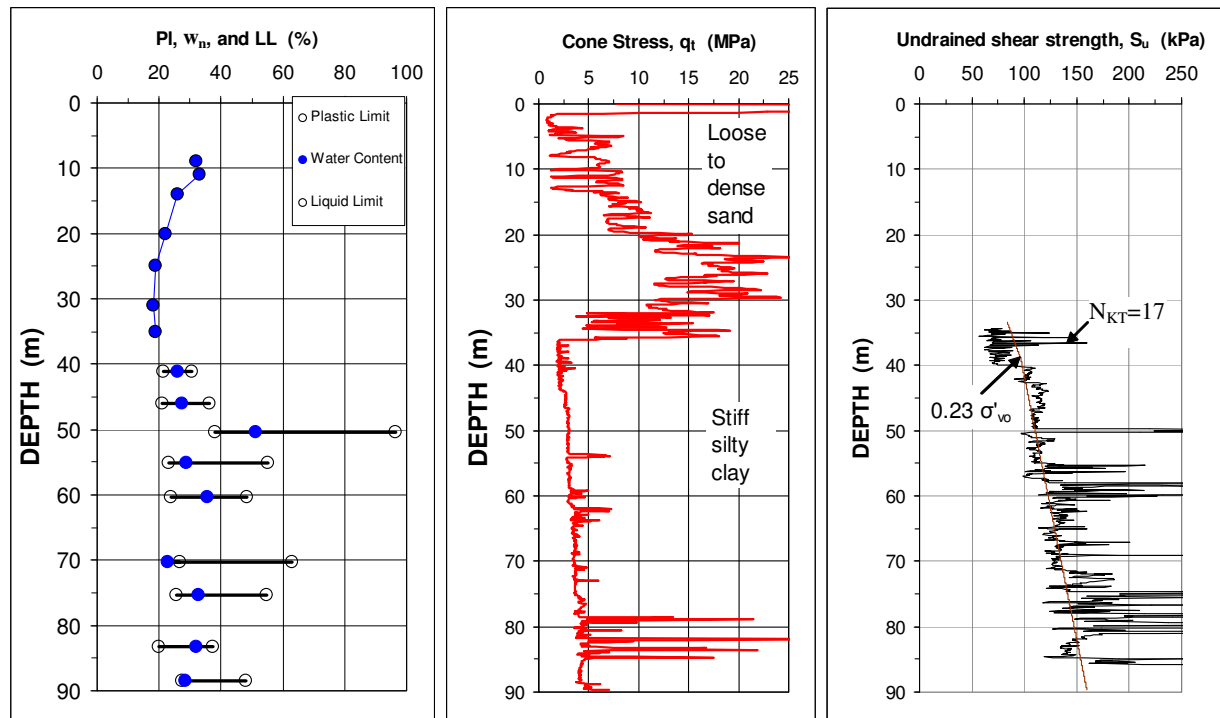 PI, wn, and LL (%)
0 20 40 60 80 100
0
10
20
30
40
50
60
70
80
90
DEPTH (m)
Plastic Limit
Water Content
Liquid Limit
Cone Stress, qt (MPa)
0 5 10 15 20 25
0
10
20
30
40
50
60
70
80
90
DEPTH (m)
Loose
to
dense
sand
Stiff
silty
clay
Undrained shear strength, Su (kPa)
0 50 100 150 200 250
0
10
20
30
40
50
60
70
80
90
DEPTH (m)
NKT=17
0.23 σ'vo